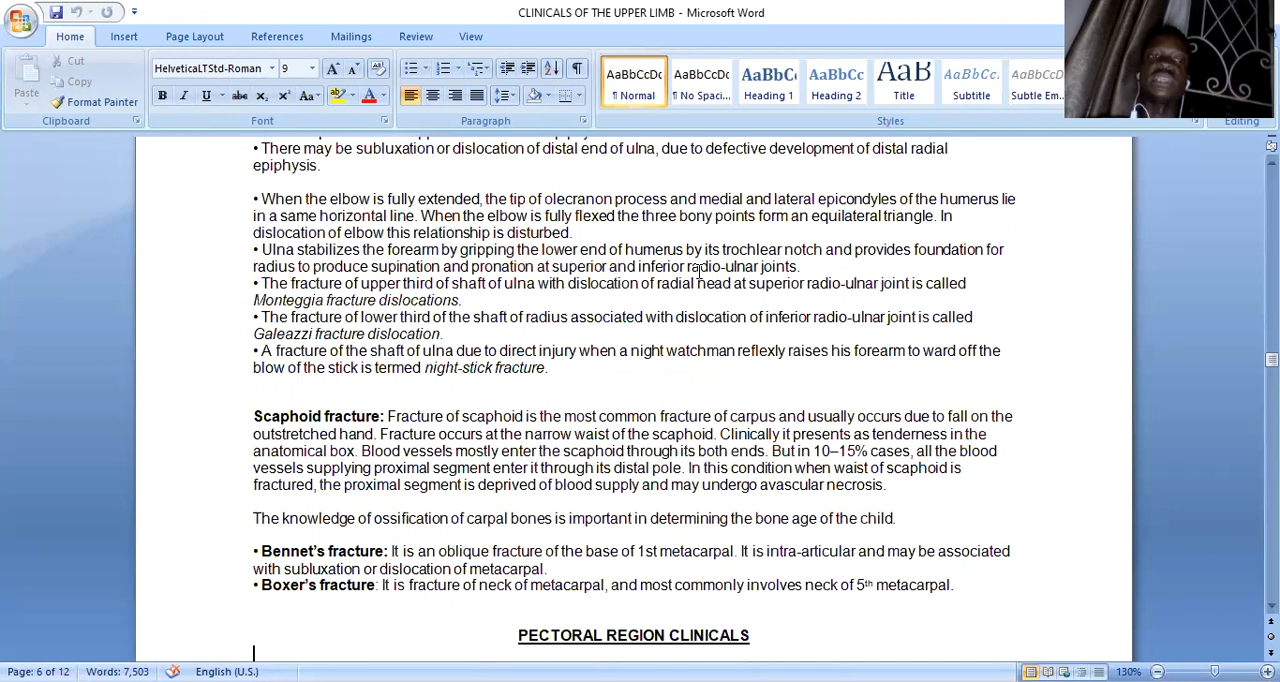 CLINICALS OF THE UPPER LIMB - Microsoft Word
Home Insert Page Layout References Mailings Review View
Paste
Cut
Copy
Format Painter
Clipboard
HelveticaLTStd-Roman 9
Font
Paragraph
AaBbCcDc AaBbCcDc AaBbC AaBbCc AaB AaBbCc. AaBbCcD
¶ Normal ¶ No Spaci... Heading 1 Heading 2 Title Subtitle Subtle Em...
Styles
Editing
• There may be subluxation or dislocation of distal end of ulna, due to defective development of distal radial
epiphysis.
• When the elbow is fully extended, the tip of olecranon process and medial and lateral epicondyles of the humerus lie
in a same horizontal line. When the elbow is fully flexed the three bony points form an equilateral triangle. In
dislocation of elbow this relationship is disturbed.
• Ulna stabilizes the forearm by gripping the lower end of humerus by its trochlear notch and provides foundation for
radius to produce supination and pronation at superior and inferior radio-ulnar joints.
• The fracture of upper third of shaft of ulna with dislocation of radial head at superior radio-ulnar joint is called
Monteggia fracture dislocations.
• The fracture of lower third of the shaft of radius associated with dislocation of inferior radio-ulnar joint is called
Galeazzi fracture dislocation.
• A fracture of the shaft of ulna due to direct injury when a night watchman reflexly raises his forearm to ward off the
blow of the stick is termed night-stick fracture.
Scaphoid fracture: Fracture of scaphoid is the most common fracture of carpus and usually occurs due to fall on the
outstretched hand. Fracture occurs at the narrow waist of the scaphoid. Clinically it presents as tenderness in the
anatomical box. Blood vessels mostly enter the scaphoid through its both ends. But in 10–15% cases, all the blood
vessels supplying proximal segment enter it through its distal pole. In this condition when waist of scaphoid is
fractured, the proximal segment is deprived of blood supply and may undergo avascular necrosis.
The knowledge of ossification of carpal bones is important in determining the bone age of the child.
• Bennet’s fracture: It is an oblique fracture of the base of 1st metacarpal. It is intra-articular and may be associated
with subluxation or dislocation of metacarpal.
• Boxer’s fracture: It is fracture of neck of metacarpal, and most commonly involves neck of 5th metacarpal.
PECTORAL REGION CLINICALS
Page: 6 of 12 Words: 7,503 English (U.S.) 130%